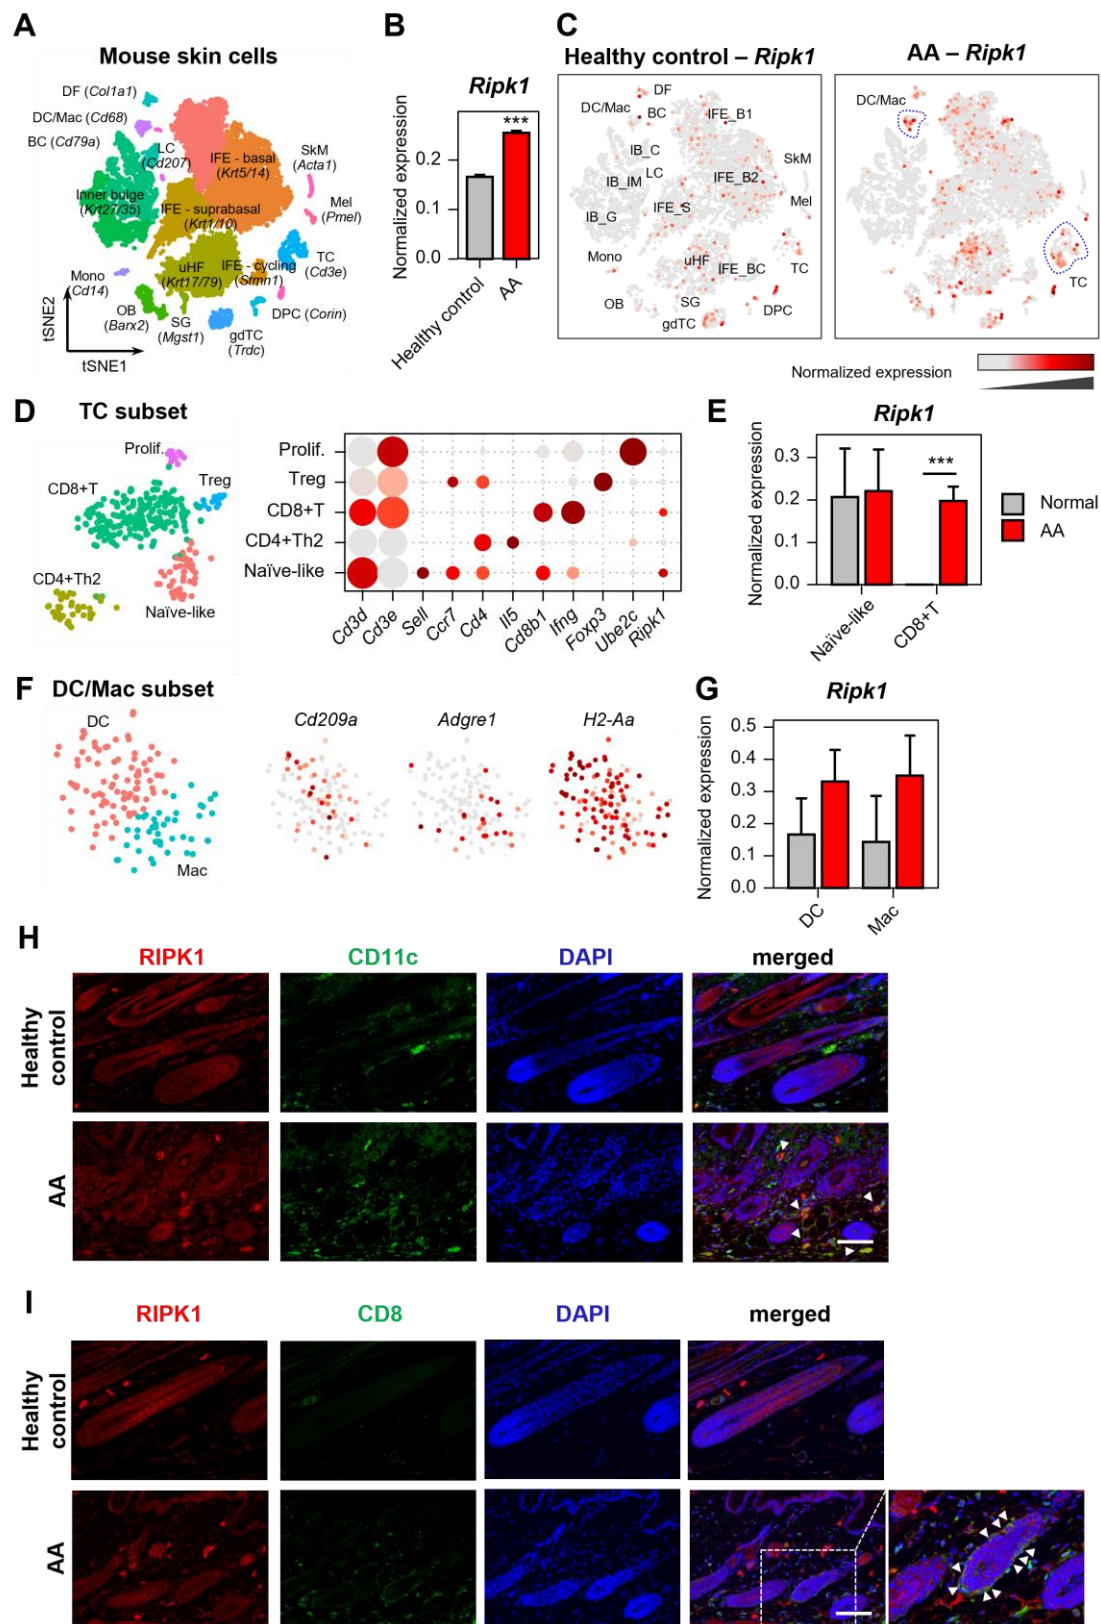 A
Mouse skin cells
DF (Col1a1)
DC/Mac (Cd68)
BC (Cd79a)
LC
(Cd207)
IFE - basal
(Krt5/14)
SkM
(Acta1)
Inner bulge
(Krt27/35)
IFE - suprabasal
(Krt1/10)
Mel
(Pmel)
uHF
(Krt17/79)
IFE - cycling
(Stmn1)
TC
(Cd3e)
Mono
(Cd14)
OB
(Barx2)
SG
(Mgst1)
gdTC
(Trdc)
DPC (Corin)
tSNE2
tSNE1
B
Ripk1
***
Normalized expression
0.2
0.1
0.0
Healthy control
AA
C
Healthy control – Ripk1
DF
DC/Mac
BC
IFE_B1
IB_C
LC
IB_IM
IFE_B2
SkM
IFE_S
Mel
IB_G
Mono
uHF
IFE_BC
TC
OB
SG
gdTC
DPC
AA – Ripk1
DC/Mac
TC
Normalized expression
D
TC subset
Prolif.
CD8+T
Treg
CD4+Th2
Naïve-like
Prolif.
Treg
CD8+T
CD4+Th2
Naïve-like
Cd3d
Cd3e
Sell
Ccr7
Cd4
Il5
Cd8b1
Ifng
Foxp3
Ube2c
Ripk1
E
Ripk1
Normalized expression
0.3
0.2
0.1
0.0
***
Naïve-like
CD8+T
Normal
AA
F
DC/Mac subset
DC
Mac
Cd209a
Adgre1
H2-Aa
G
Ripk1
Normalized expression
0.5
0.4
0.3
0.2
0.1
0.0
DC
Mac
H
RIPK1
CD11c
DAPI
merged
Healthy
control
AA
I
RIPK1
CD8
DAPI
merged
Healthy
control
AA